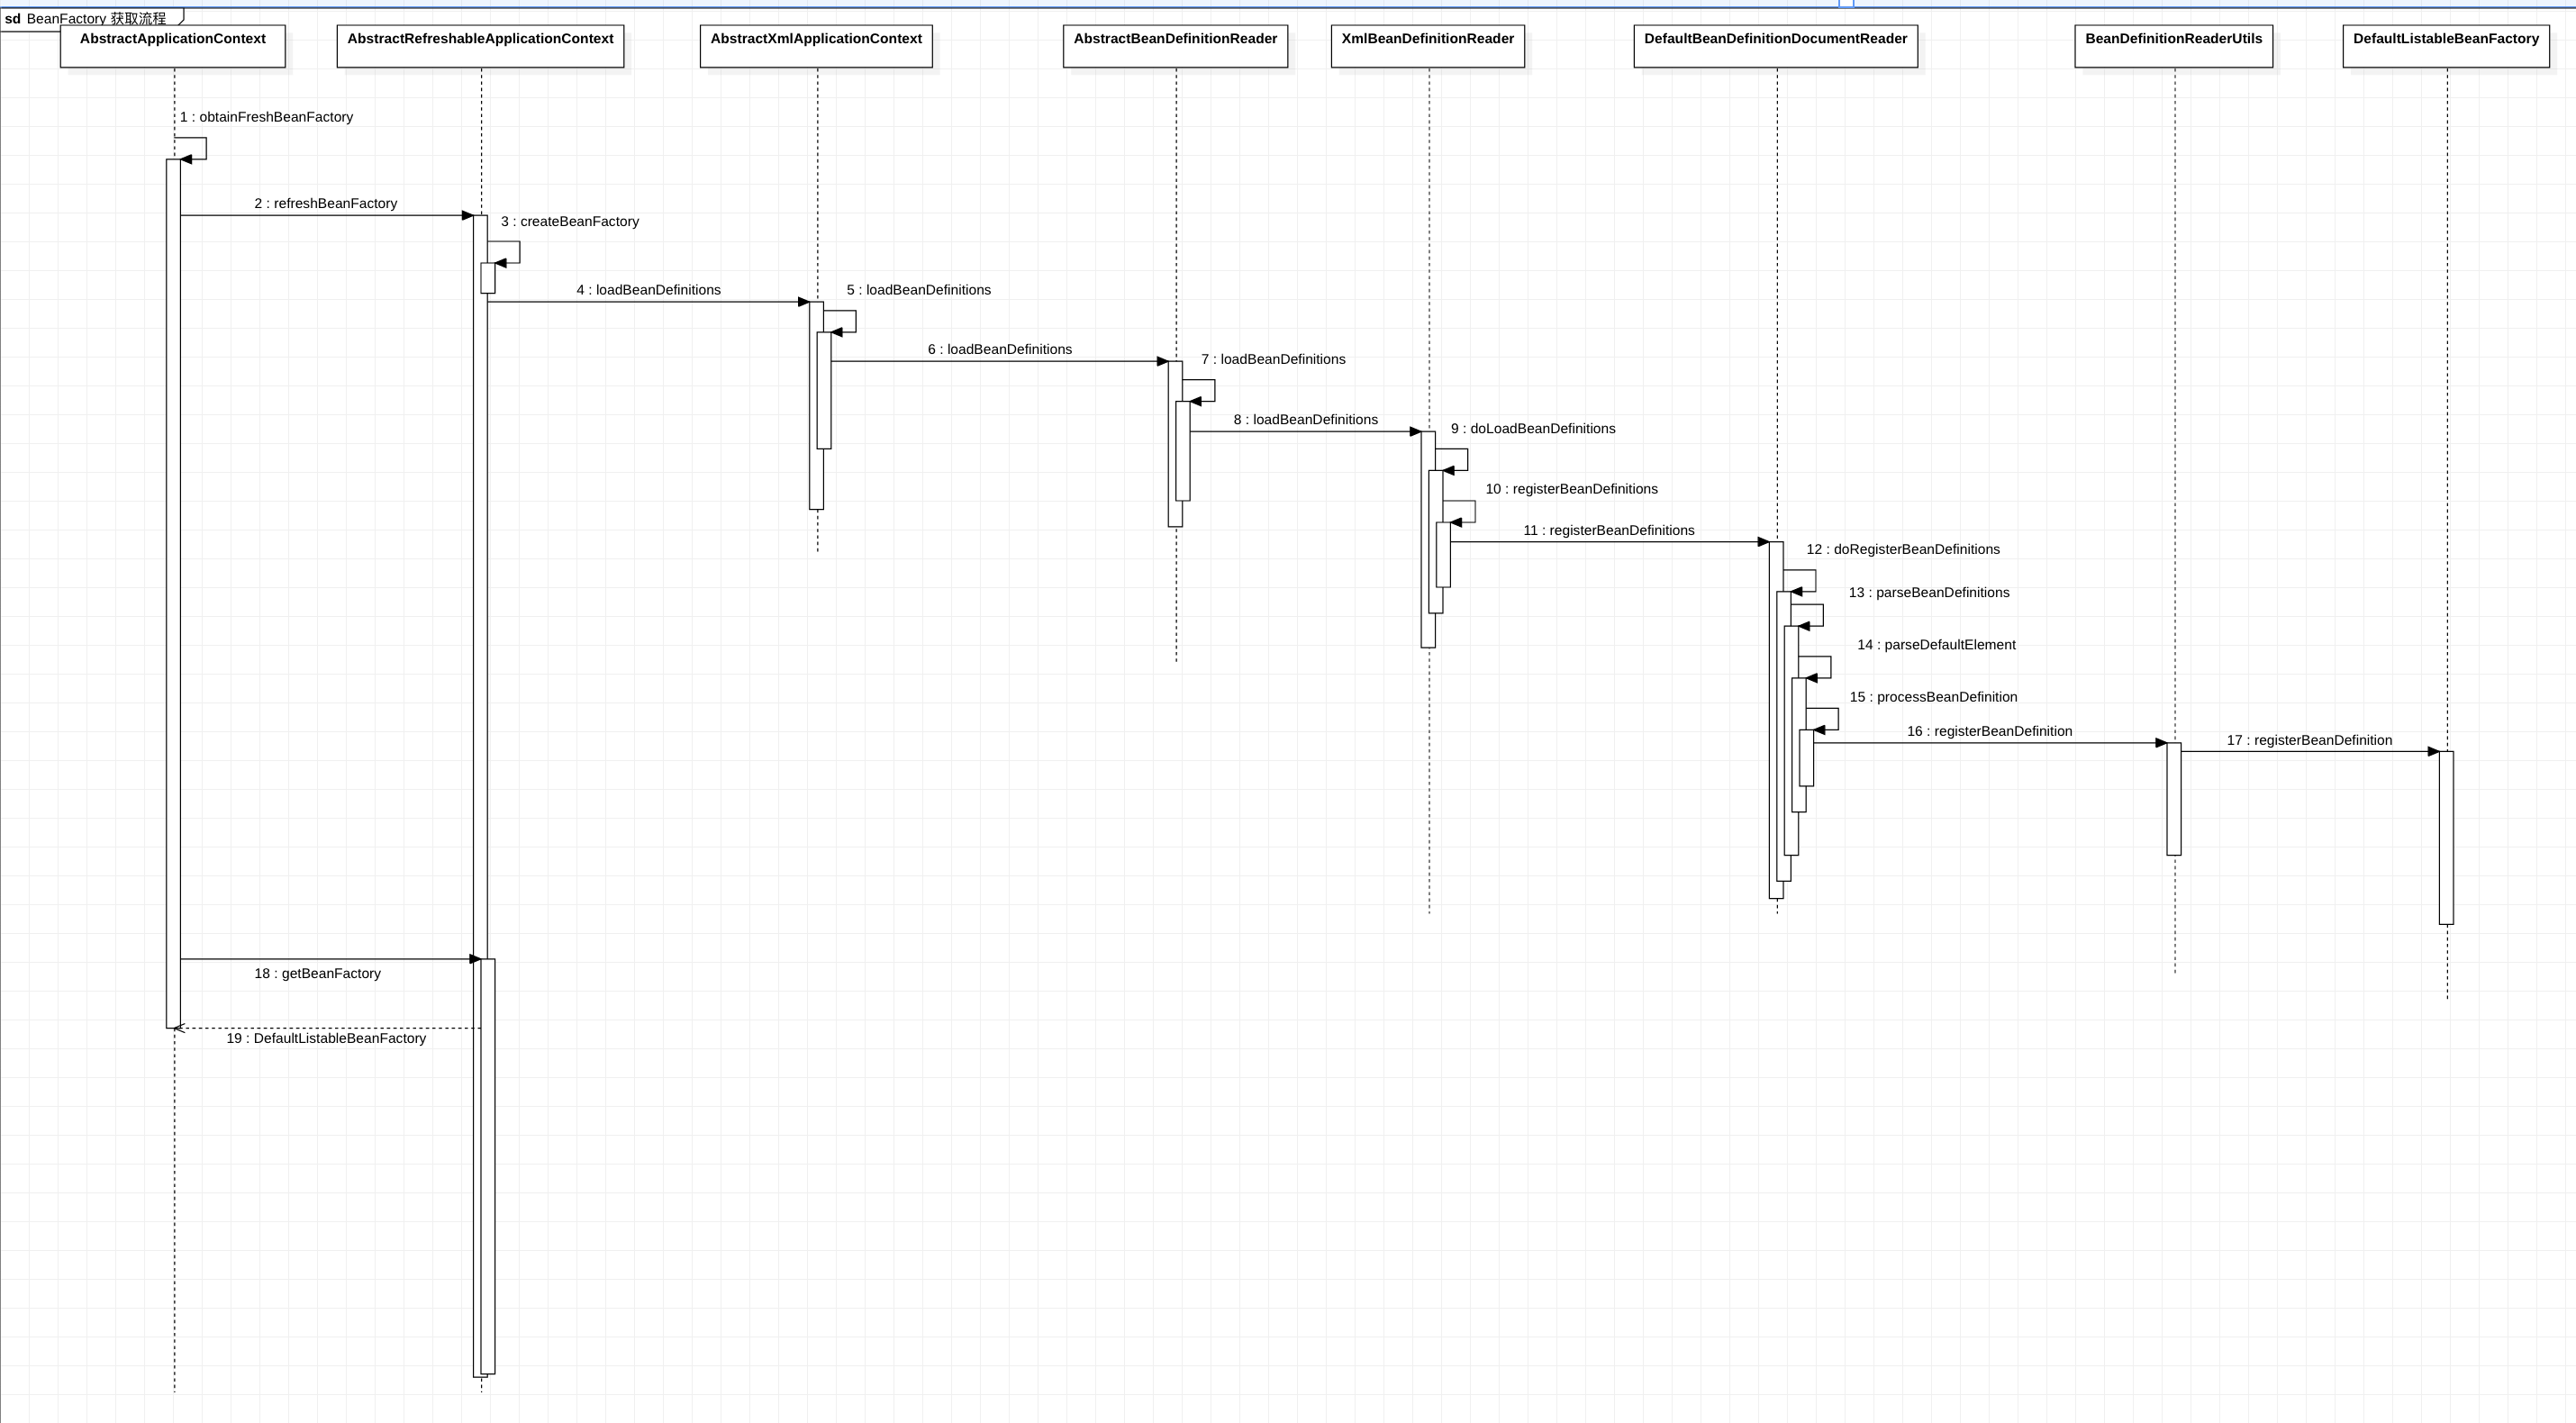 sd BeanFactory 获取流程
AbstractApplicationContext
AbstractRefreshableApplicationContext
AbstractXmlApplicationContext
AbstractBeanDefinitionReader
XmlBeanDefinitionReader
DefaultBeanDefinitionDocumentReader
BeanDefinitionReaderUtils
DefaultListableBeanFactory
1 : obtainFreshBeanFactory
2 : refreshBeanFactory
3 : createBeanFactory
4 : loadBeanDefinitions
5 : loadBeanDefinitions
6 : loadBeanDefinitions
7 : loadBeanDefinitions
8 : loadBeanDefinitions
9 : doLoadBeanDefinitions
10 : registerBeanDefinitions
11 : registerBeanDefinitions
12 : doRegisterBeanDefinitions
13 : parseBeanDefinitions
14 : parseDefaultElement
15 : processBeanDefinition
16 : registerBeanDefinition
17 : registerBeanDefinition
18 : getBeanFactory
19 : DefaultListableBeanFactory